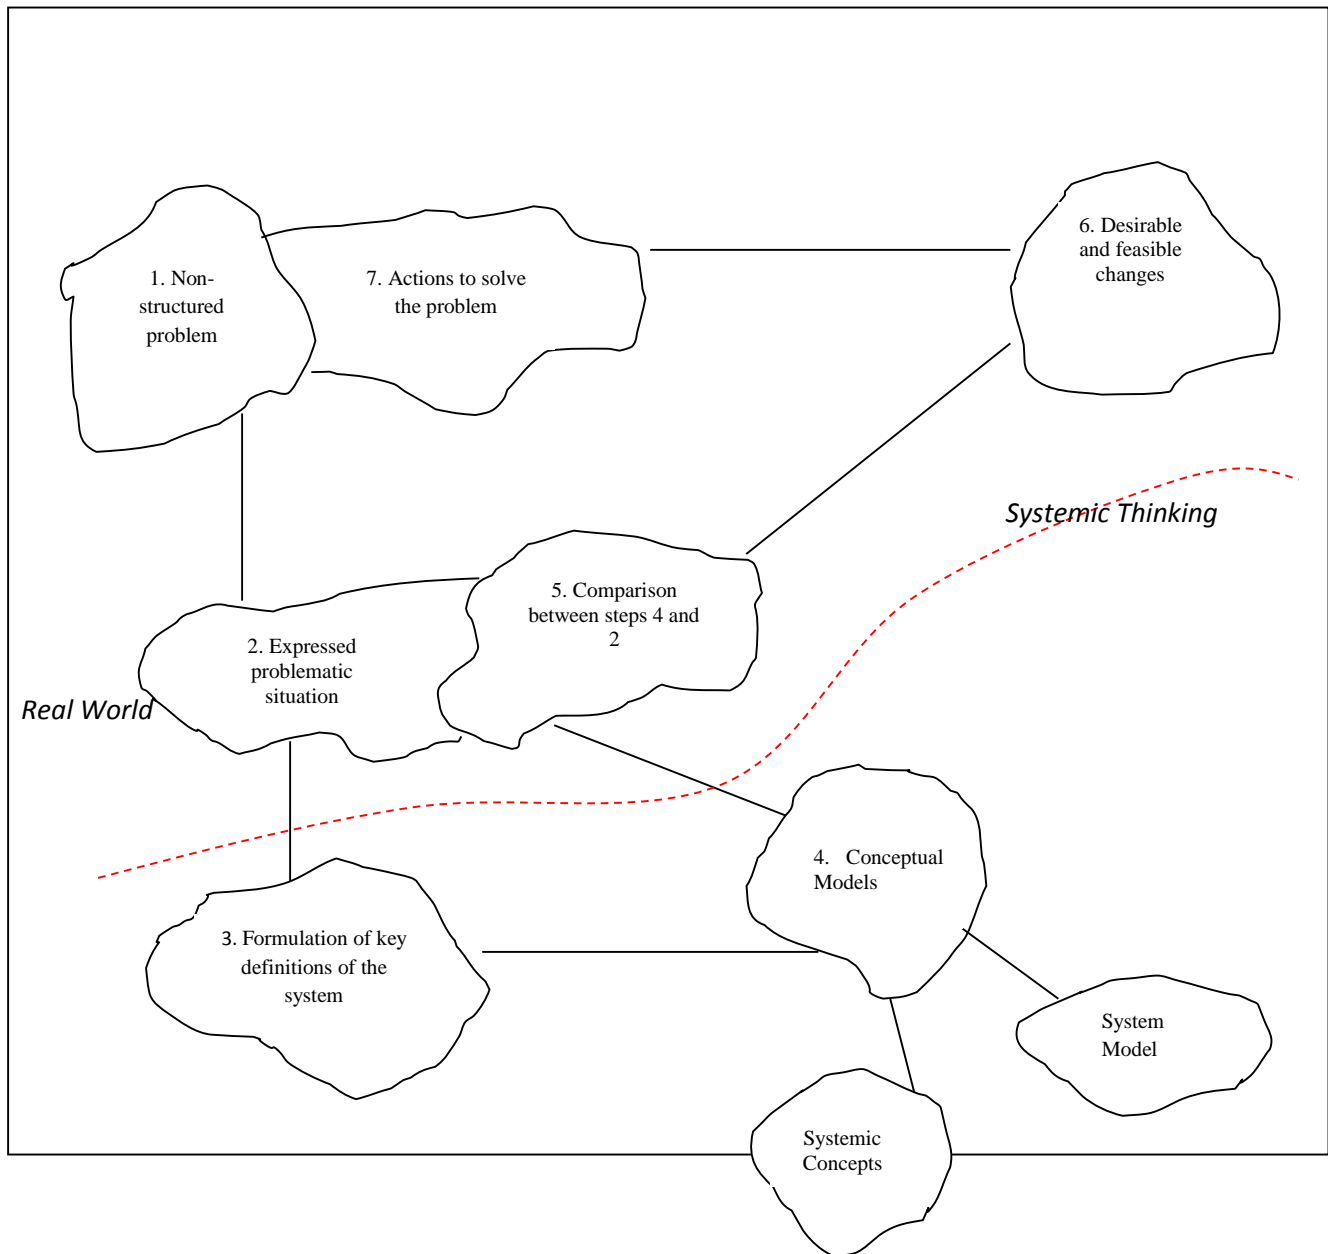 6. Desirable
and feasible
changes
1. Non-
structured
problem
7. Actions to solve
the problem
Systemic Thinking
5. Comparison
between steps 4 and
2
2. Expressed
problematic
situation
Real World
4. Conceptual
Models
3. Formulation of key
definitions of the
system
System
Model
Systemic
Concepts